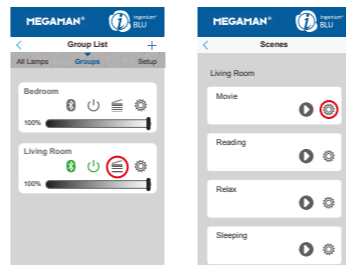 MEGAMAN®
ingenium®
BLU
Group List
+
All Lamps
Groups
Setup
Bedroom
100%
Living Room
100%
MEGAMAN®
ingenium®
BLU
Scenes
Living Room
Movie
Reading
Relax
Sleeping